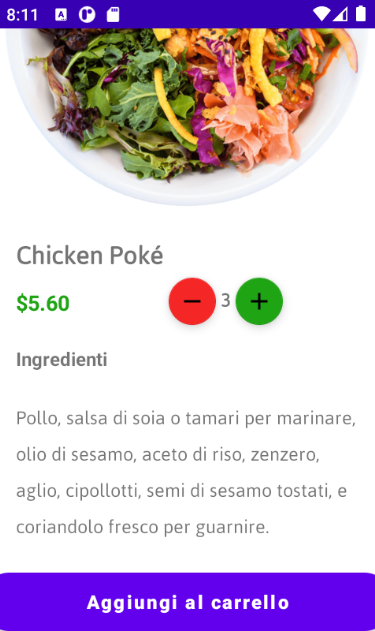 8:11
Chicken Poké
$5.60
3
Ingredienti
Pollo, salsa di soia o tamari per marinare,
olio di sesamo, aceto di riso, zenzero,
aglio, cipollotti, semi di sesamo tostati, e
coriandolo fresco per guarnire.
Aggiungi al carrello